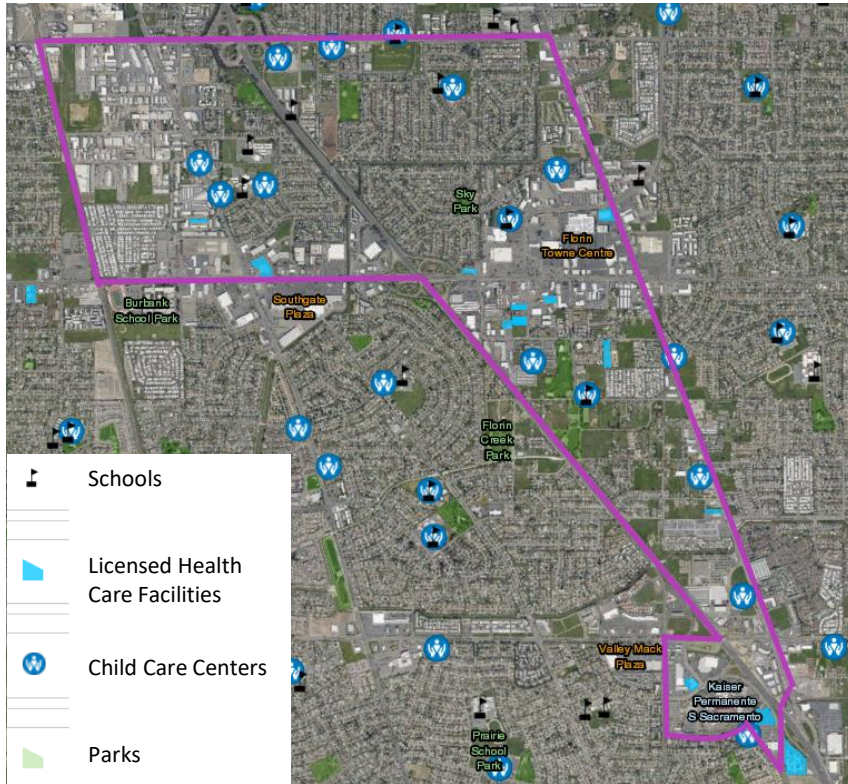 Sky
Park
Florin
Towne Centre
Burbank
School Park
Southgate
Plaza
Florin
Creek
Park
Schools
Licensed Health
Care Facilities
Child Care Centers
Parks
Valley Mack
Plaza
Kaiser
Permanente
S Sacramento
Prairie
School
Park